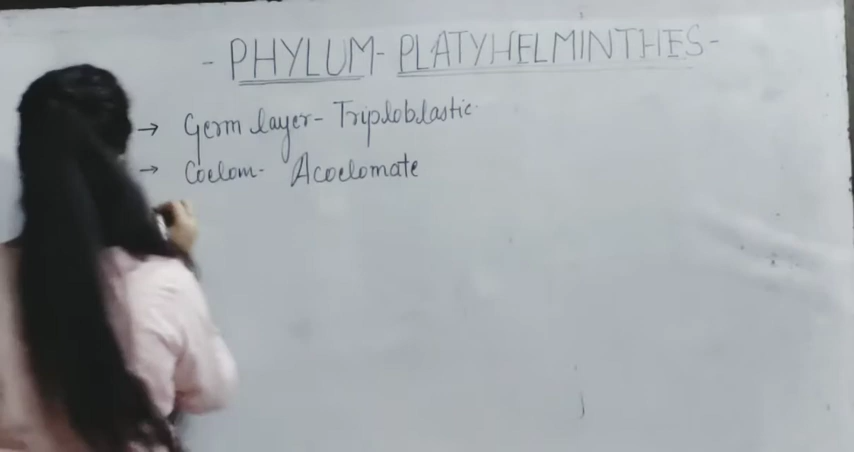 - PHYLUM - PLATYHELMINTHES -
→ Germ layer - Triploblastic
→ Coelom - Acoelomate